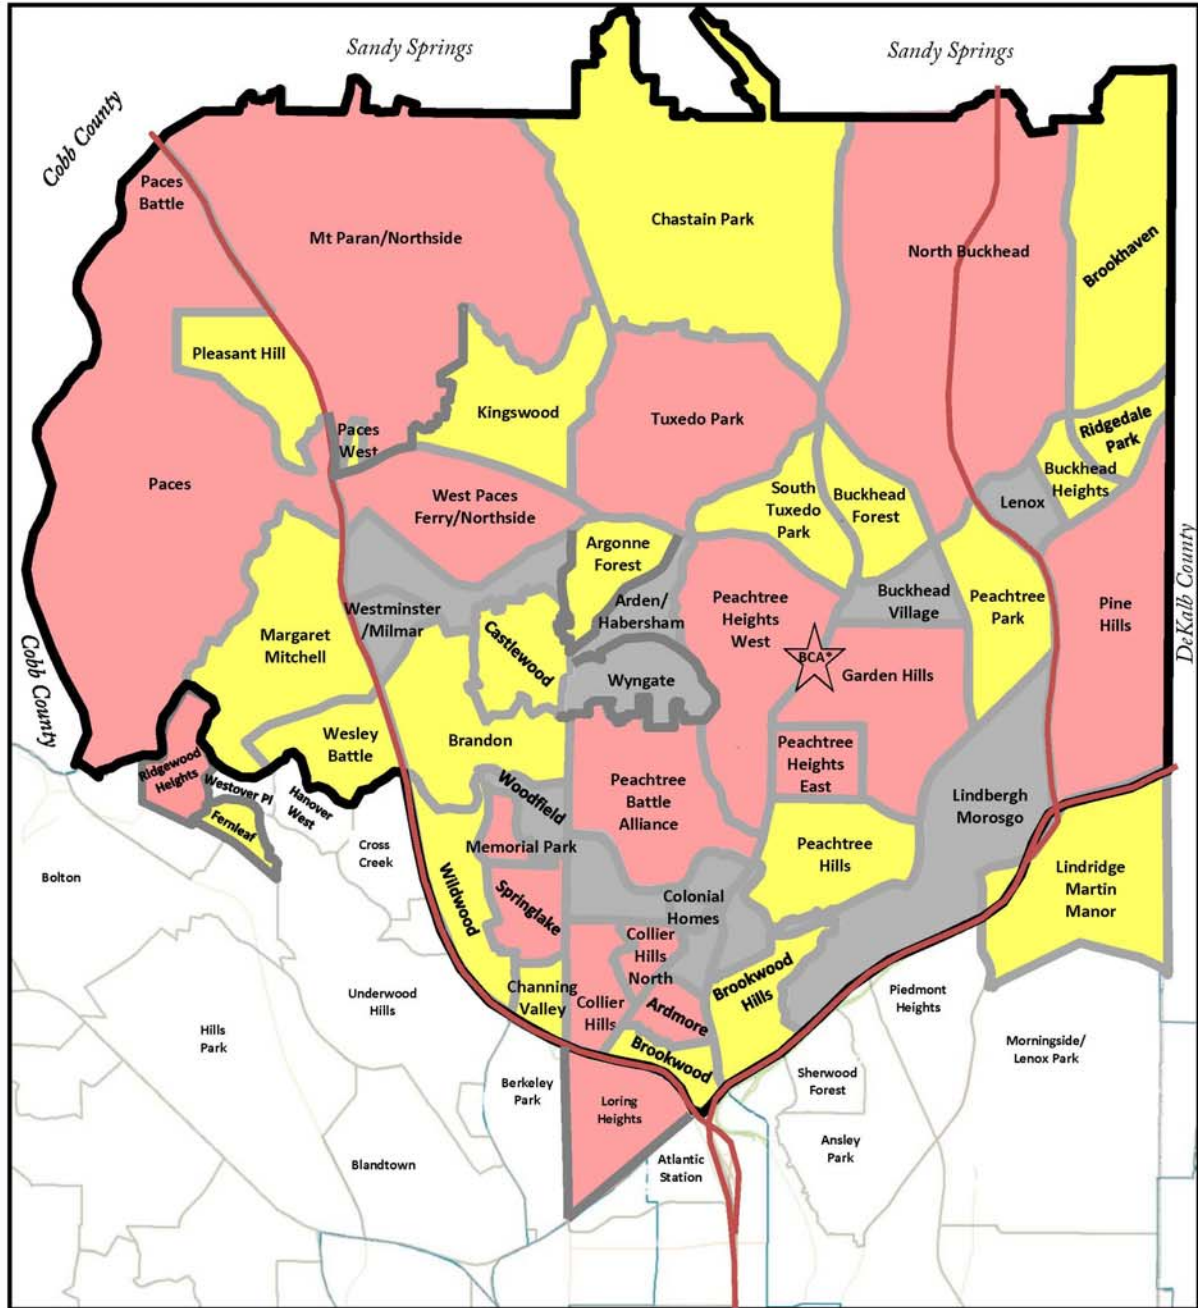 Sandy Springs
Sandy Springs
Cobb County
Paces
Battle
Mt Paran/Northside
Chastain Park
North Buckhead
Brookhaven
Pleasant Hill
Kingswood
Tuxedo Park
Paces
West
Ridgedale
Park
Buckhead
Heights
Paces
West Paces
Ferry/Northside
South
Tuxedo
Park
Buckhead
Forest
Lenox
Argonne
Forest
DeKalb County
Westminster
/Milmar
Arden/
Habersham
Peachtree
Heights
West
Buckhead
Village
Peachtree
Park
Pine
Hills
Margaret
Mitchell
Castlewood
BCA*
Garden Hills
Wyngate
Cobb County
Wesley
Battle
Brandon
Peachtree
Heights
East
Ridgewood
Heights
Westover Pl
Hanover
West
Fernleaf
Woodfield
Peachtree
Battle
Alliance
Lindbergh
Morosgo
Cross
Creek
Memorial Park
Peachtree
Hills
Bolton
Wildwood
Springlake
Colonial
Homes
Lindridge
Martin
Manor
Collier
Hills
North
Brookwood
Hills
Underwood
Hills
Channing
Valley
Collier
Hills
Ardmore
Piedmont
Heights
Hills
Park
Brookwood
Morningside/
Lenox Park
Berkeley
Park
Loring
Heights
Sherwood
Forest
Blandtown
Atlantic
Station
Ansley
Park